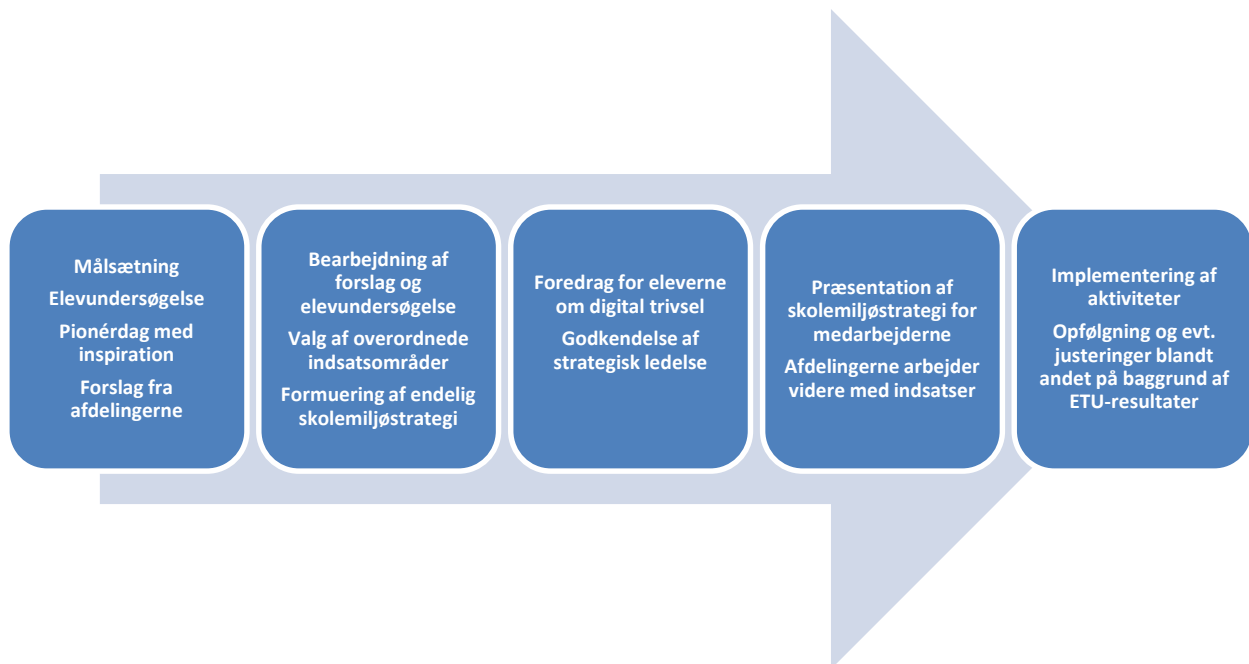 Målsætning
Elevundersøgelse
Pionérdag med
inspiration
Forslag fra
afdelingerne
Bearbejdning af
forslag og
elevundersøgelse
Valg af overordnede
indsatsområder
Formuering af endelig
skolemiljøstrategi
Foredrag for eleverne
om digital trivsel
Godkendelse af
strategisk ledelse
Præsentation af
skolemiljøstrategi for
medarbejderne
Afdelingerne arbejder
videre med indsatser
Implementering af
aktiviteter
Opfølgning og evt.
justeringer blandt
andet på baggrund af
ETU-resultater